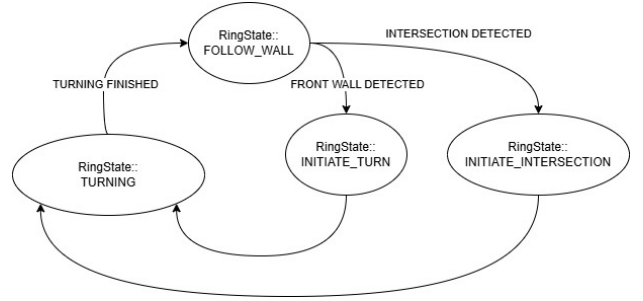 RingState::
FOLLOW_WALL
INTERSECTION DETECTED
TURNING FINISHED
FRONT WALL DETECTED
RingState::
INITIATE_TURN
RingState::
INITIATE_INTERSECTION
RingState::
TURNING